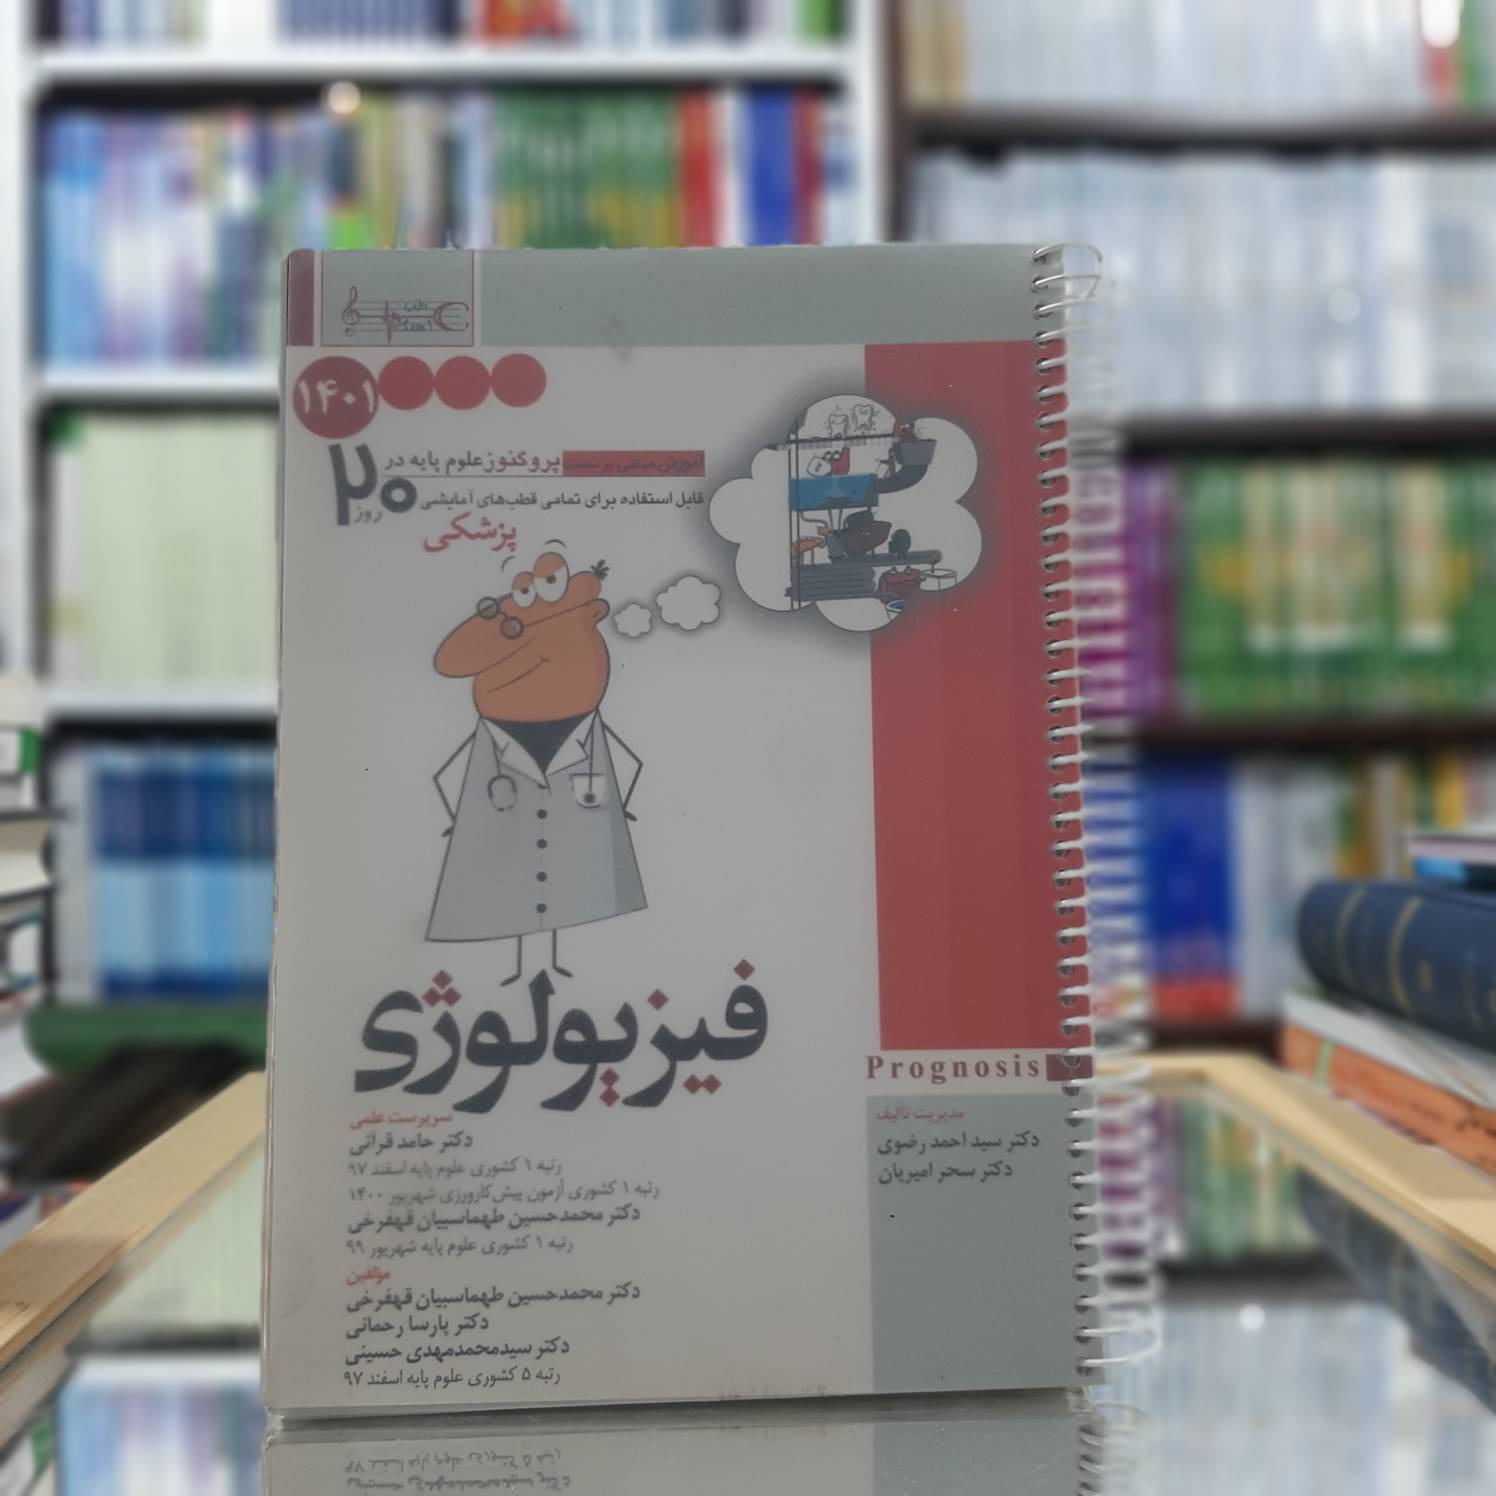 طب
آهنگ
۱۴۰۱
آموزش مبتنی بر تست پروگنوز علوم پایه در
۲۰
روز
قابل استفاده برای تمامی قطب‌های آمایشی
پزشکی
فیزیولوژی
Prognosis
سرپرست علمی
دکتر حامد قرانی
رتبه ۱ کشوری علوم پایه اسفند ۹۷
رتبه ۱ کشوری آزمون پیش‌کارورزی شهریور ۱۴۰۰
دکتر محمدحسین طهماسبیان قهفرخی
رتبه ۱ کشوری علوم پایه شهریور ۹۹
مؤلفین
دکتر محمدحسین طهماسبیان قهفرخی
دکتر پارسا رحمانی
دکتر سیدمحمدمهدی حسینی
رتبه ۵ کشوری علوم پایه اسفند ۹۷
مدیریت تألیف
دکتر سید احمد رضوی
دکتر سحر امیریان